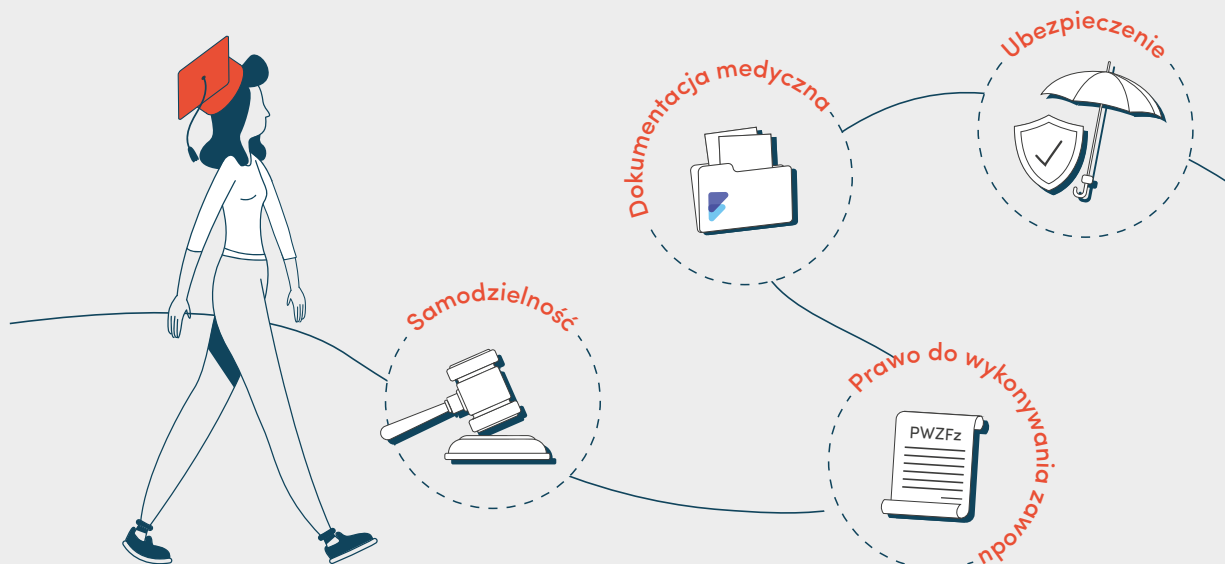 Ubezpieczenie
Dokumentacja medyczna
Samodzielność
Prawo do wykonywania zawodu
PWZFz